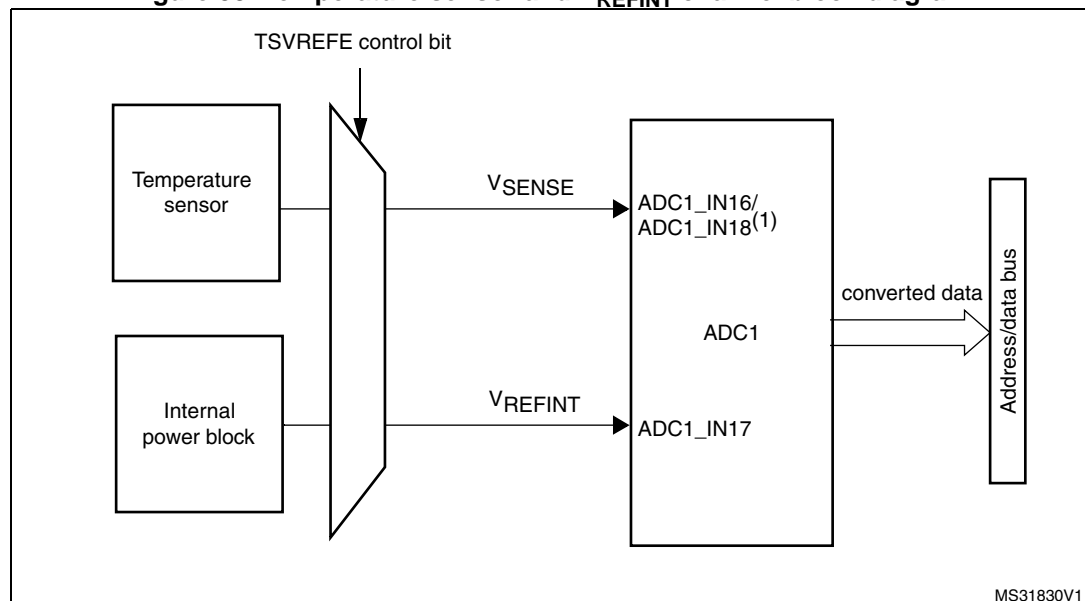 TSVREFE control bit
Temperature
sensor
VSENSE
ADC1_IN16/
ADC1_IN18(1)
converted data
Address/data bus
ADC1
Internal
power block
VREFINT
ADC1_IN17
MS31830V1